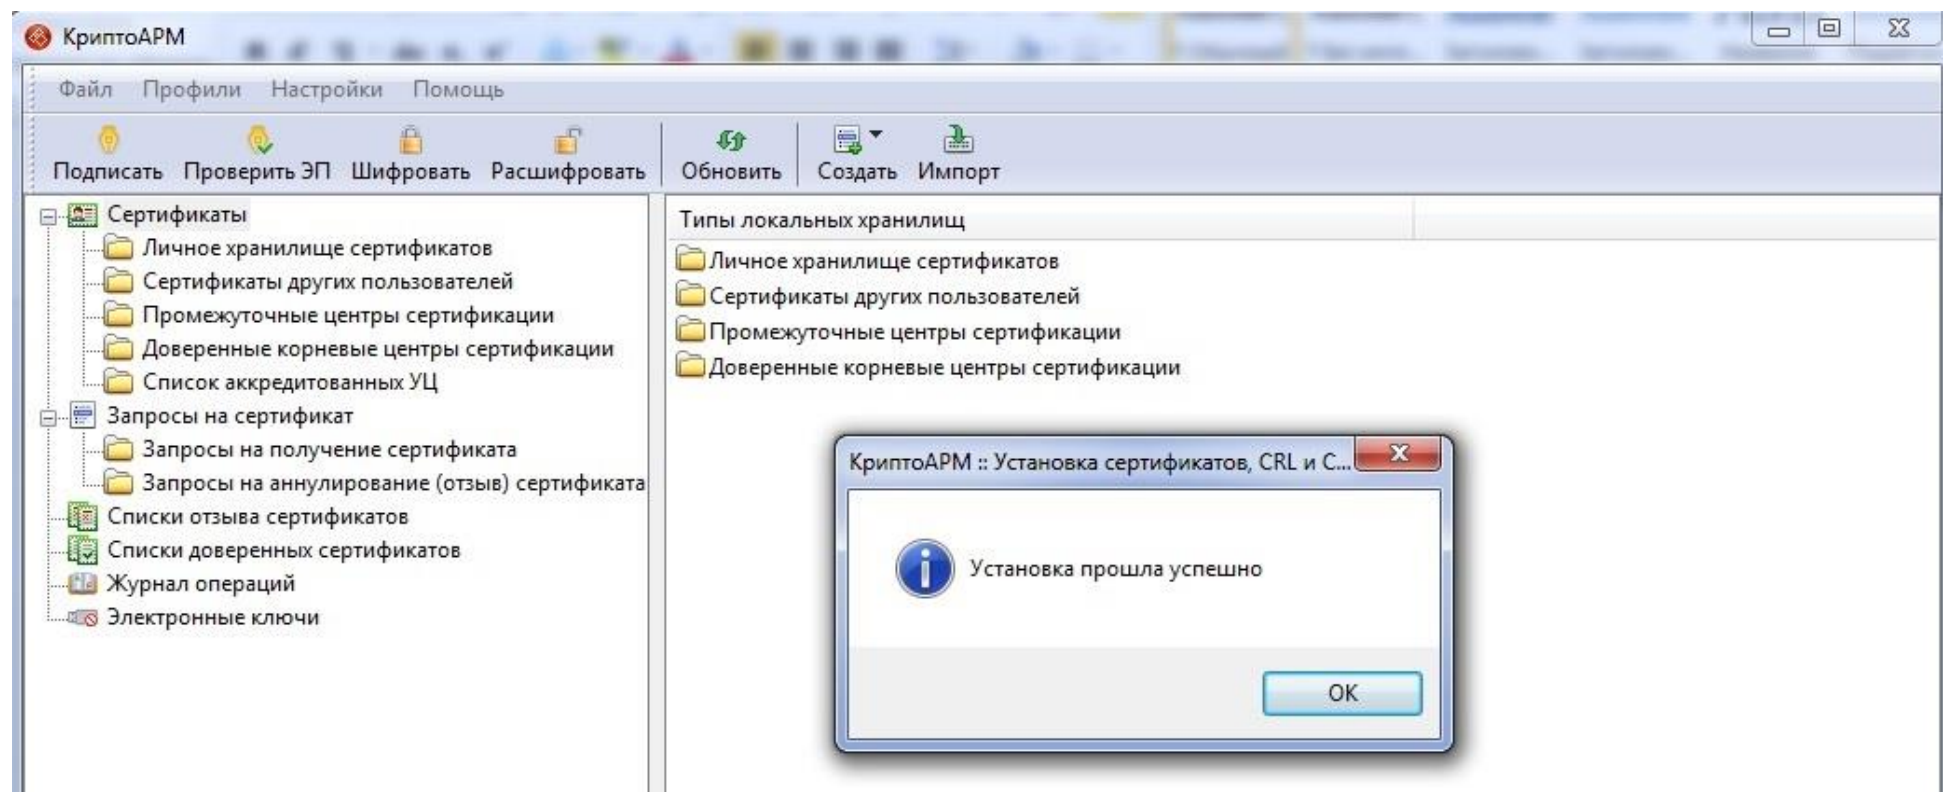 КриптоАРМ
Файл Профили Настройки Помощь
Подписать Проверить ЭП Шифровать Расшифровать Обновить Создать Импорт
Сертификаты
Личное хранилище сертификатов
Сертификаты других пользователей
Промежуточные центры сертификации
Доверенные корневые центры сертификации
Список аккредитованных УЦ
Запросы на сертификат
Запросы на получение сертификата
Запросы на аннулирование (отзыв) сертификата
Списки отзыва сертификатов
Списки доверенных сертификатов
Журнал операций
Электронные ключи
Типы локальных хранилищ
Личное хранилище сертификатов
Сертификаты других пользователей
Промежуточные центры сертификации
Доверенные корневые центры сертификации
КриптоАРМ :: Установка сертификатов, CRL и С...
Установка прошла успешно
ОК